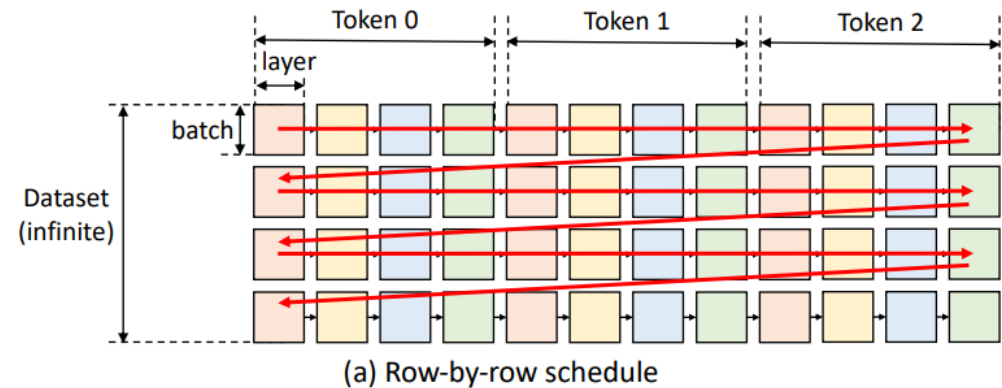 Token 0
Token 1
Token 2
layer
batch
Dataset
(infinite)
(a) Row-by-row schedule